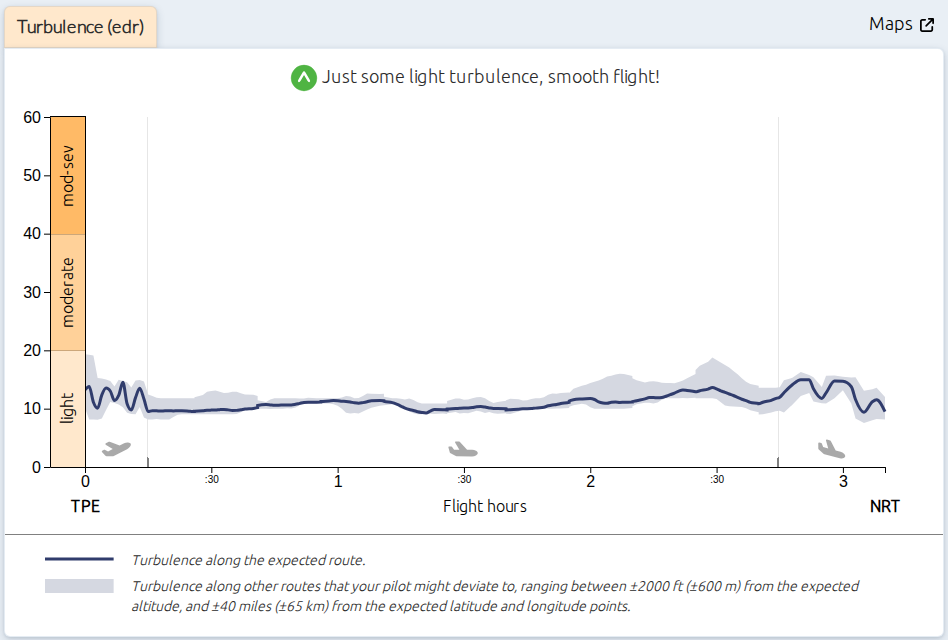 Turbulence (edr)
Maps
Just some light turbulence, smooth flight!
60
50
40
30
20
10
0
mod-sev
moderate
light
0
:30
1
:30
2
:30
3
TPE
Flight hours
NRT
Turbulence along the expected route.
Turbulence along other routes that your pilot might deviate to, ranging between ±2000 ft (±600 m) from the expected
altitude, and ±40 miles (±65 km) from the expected latitude and longitude points.